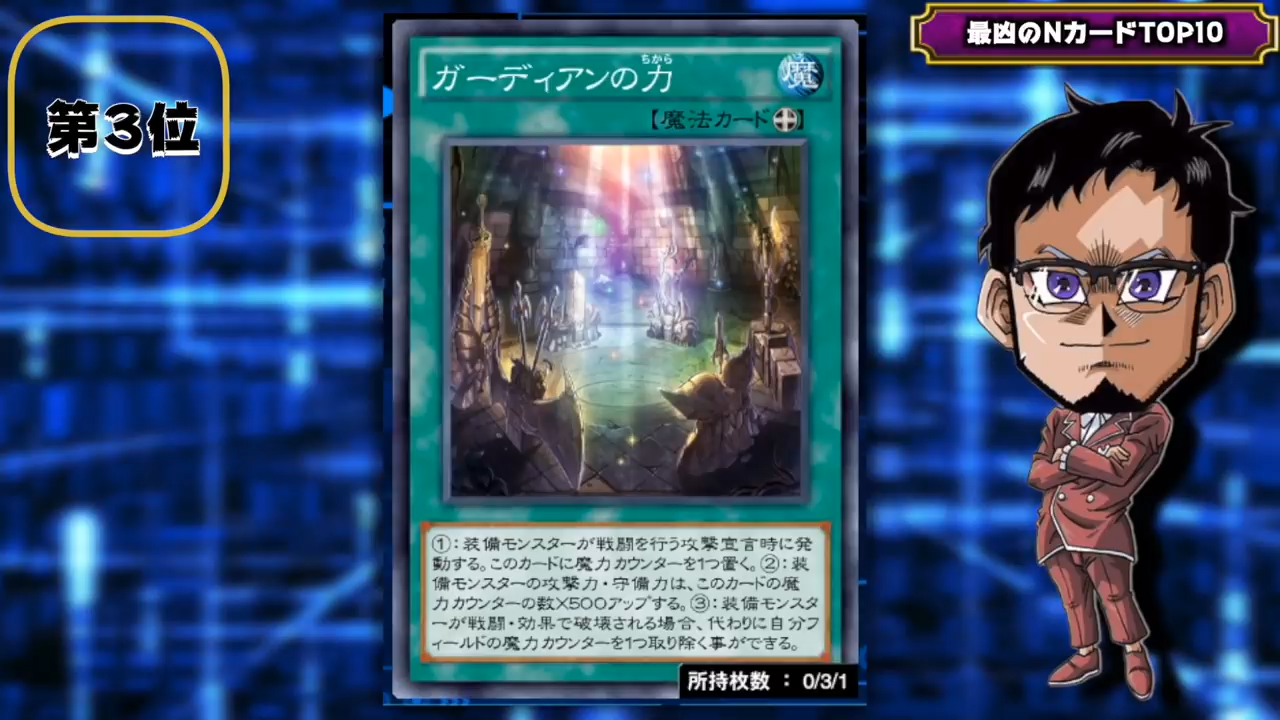 第3位
最凶のNカードTOP10
ちから
ガーディアンの力
魔
【魔法カード】
①：装備モンスターが戦闘を行う攻撃宣言時に発
動する。このカードに魔力カウンターを1つ置く。②：装
備モンスターの攻撃力・守備力は、このカードの魔
力カウンターの数×500アップする。③：装備モンスタ
ーが戦闘・効果で破壊される場合、代わりに自分フ
ィールドの魔力カウンターを1つ取り除く事ができる。
所持枚数 ： 0/3/1